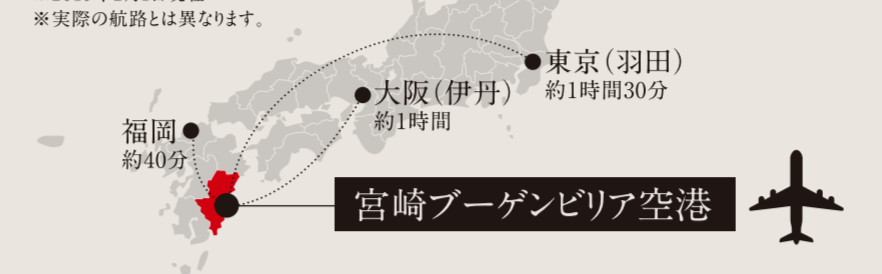 ※実際の航路とは異なります。
東京（羽田）
約1時間30分
大阪（伊丹）
約1時間
福岡
約40分
宮崎ブーゲンビリア空港